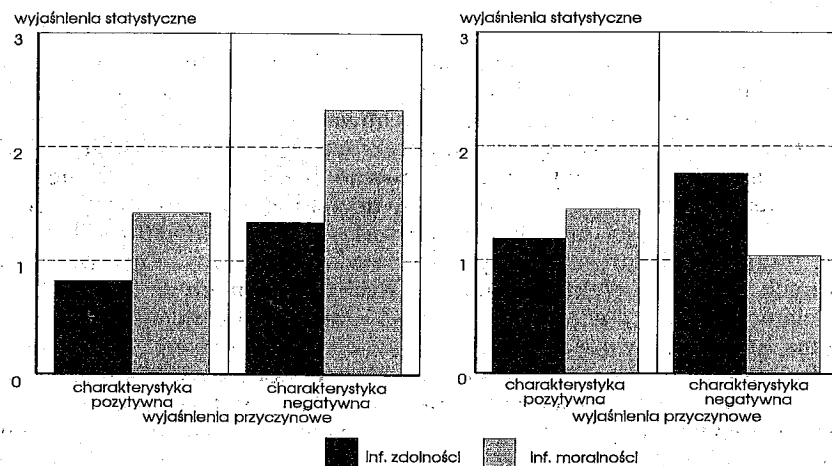 wyjaśnienia statystyczne
3
2
1
0
charakterystyka
pozytywna
charakterystyka
negatywna
wyjaśnienia przyczynowe
wyjaśnienia statystyczne
3
2
1
0
charakterystyka
pozytywna
charakterystyka
negatywna
wyjaśnienia przyczynowe
Inf. zdolności
Inf. moralności